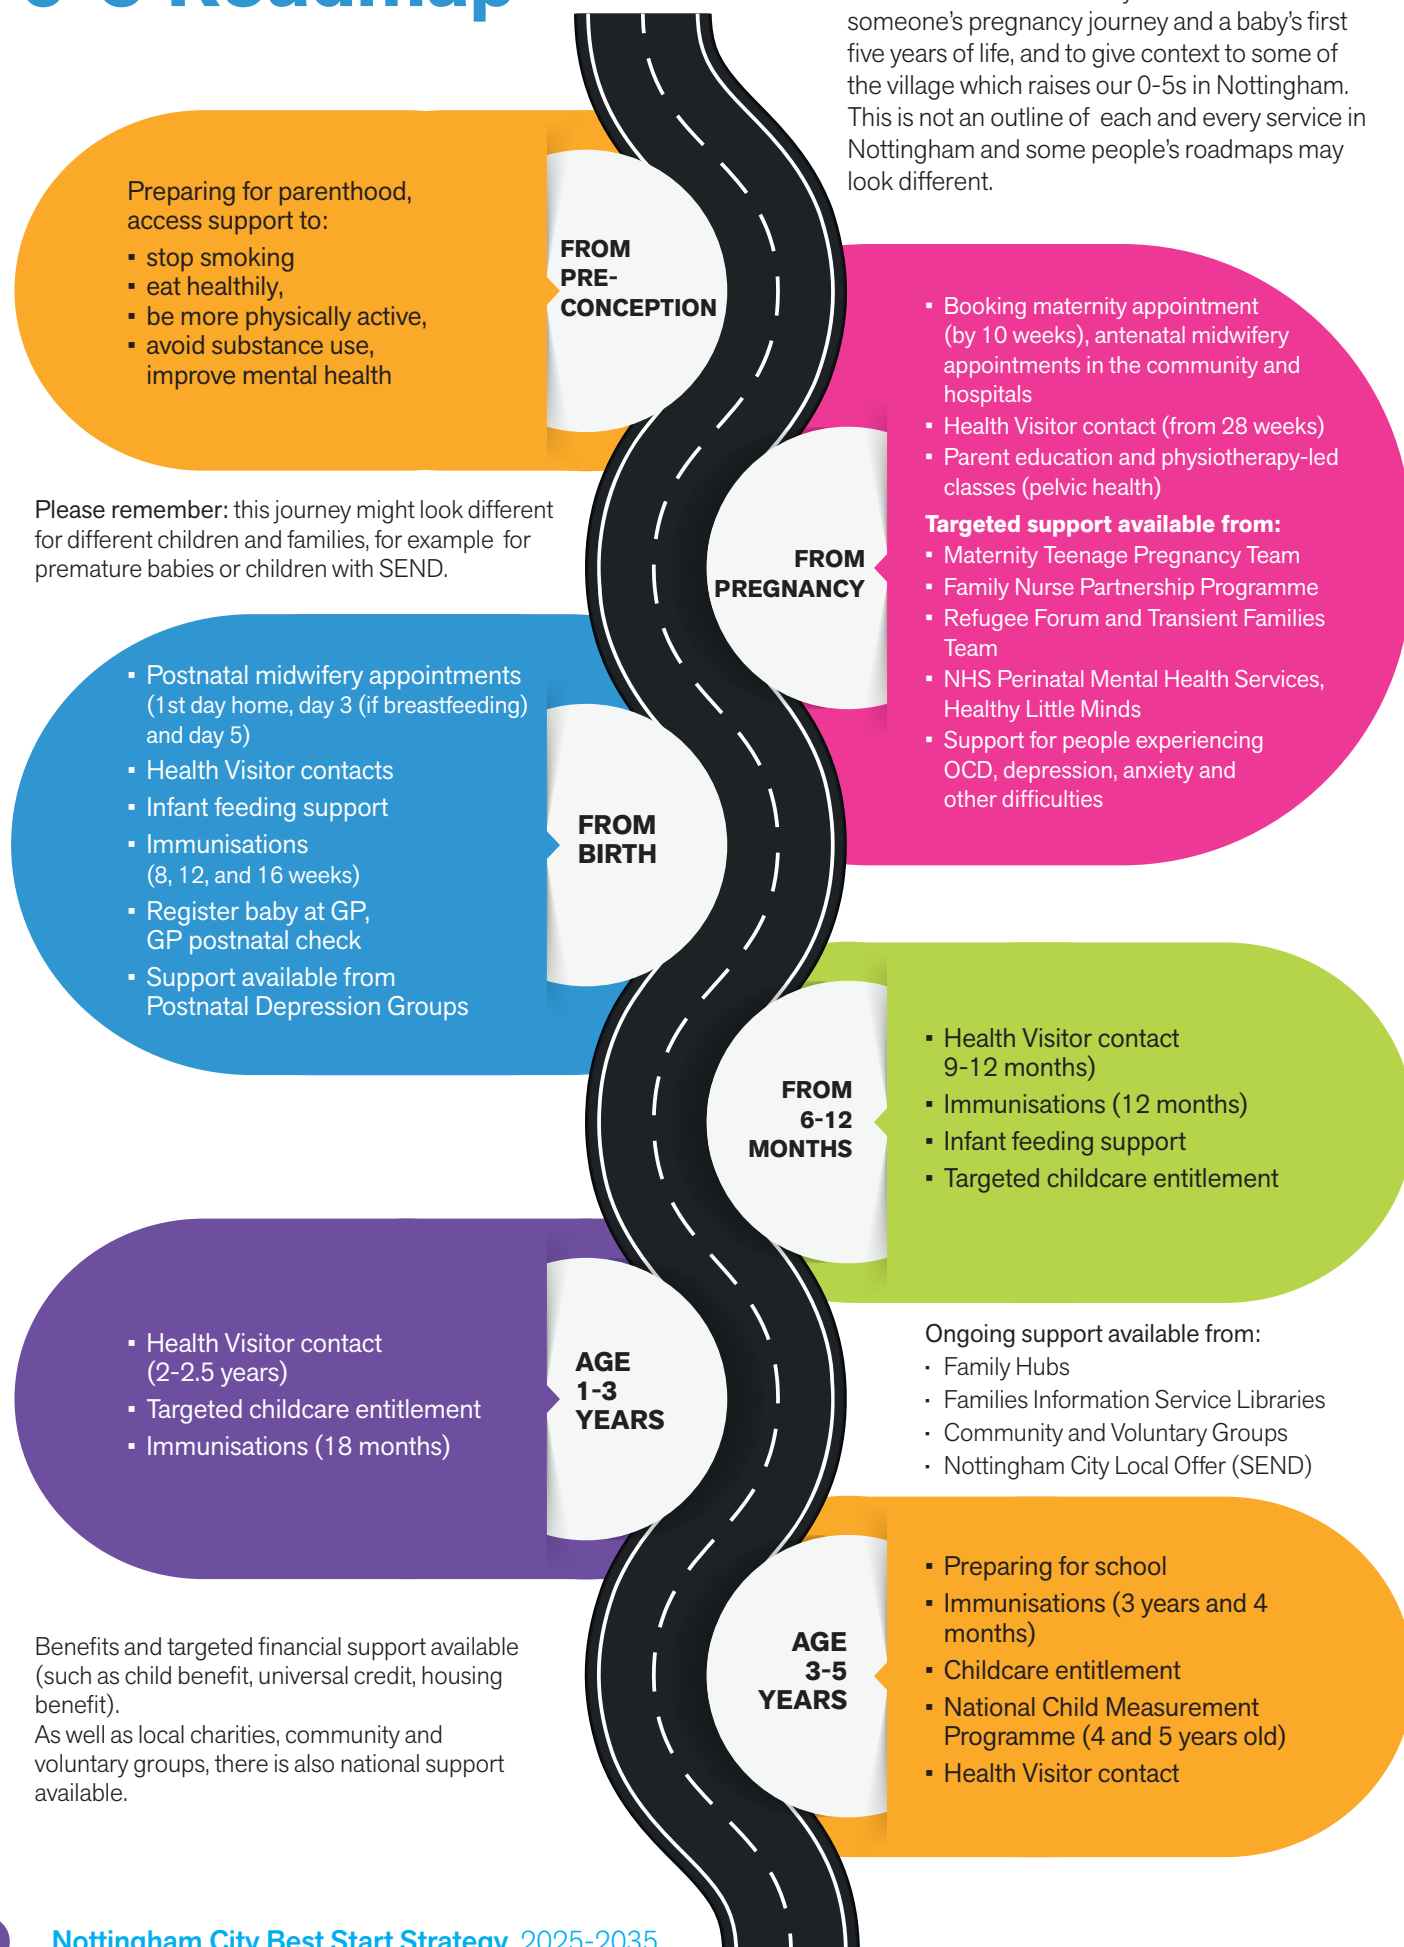 0-5 Roadmap
someone's pregnancy journey and a baby's first
five years of life, and to give context to some of
the village which raises our 0-5s in Nottingham.
This is not an outline of each and every service in
Nottingham and some people's roadmaps may
look different.
Preparing for parenthood,
access support to:
▪ stop smoking
▪ eat healthily,
▪ be more physically active,
▪ avoid substance use,
improve mental health
FROM
PRE-
CONCEPTION
Please remember: this journey might look different
for different children and families, for example for
premature babies or children with SEND.
FROM
PREGNANCY
▪ Booking maternity appointment
(by 10 weeks), antenatal midwifery
appointments in the community and
hospitals
▪ Health Visitor contact (from 28 weeks)
▪ Parent education and physiotherapy-led
classes (pelvic health)
Targeted support available from:
▪ Maternity Teenage Pregnancy Team
▪ Family Nurse Partnership Programme
▪ Refugee Forum and Transient Families
Team
▪ NHS Perinatal Mental Health Services,
Healthy Little Minds
▪ Support for people experiencing
OCD, depression, anxiety and
other difficulties
▪ Postnatal midwifery appointments
(1st day home, day 3 (if breastfeeding)
and day 5)
▪ Health Visitor contacts
▪ Infant feeding support
▪ Immunisations
(8, 12, and 16 weeks)
▪ Register baby at GP,
GP postnatal check
▪ Support available from
Postnatal Depression Groups
FROM
BIRTH
FROM
6-12
MONTHS
▪ Health Visitor contact
9-12 months)
▪ Immunisations (12 months)
▪ Infant feeding support
▪ Targeted childcare entitlement
▪ Health Visitor contact
(2-2.5 years)
▪ Targeted childcare entitlement
▪ Immunisations (18 months)
AGE
1-3
YEARS
Ongoing support available from:
· Family Hubs
· Families Information Service Libraries
· Community and Voluntary Groups
· Nottingham City Local Offer (SEND)
AGE
3-5
YEARS
▪ Preparing for school
▪ Immunisations (3 years and 4
months)
▪ Childcare entitlement
▪ National Child Measurement
Programme (4 and 5 years old)
▪ Health Visitor contact
Benefits and targeted financial support available
(such as child benefit, universal credit, housing
benefit).
As well as local charities, community and
voluntary groups, there is also national support
available.
Nottingham City Best Start Strategy 2025-2035